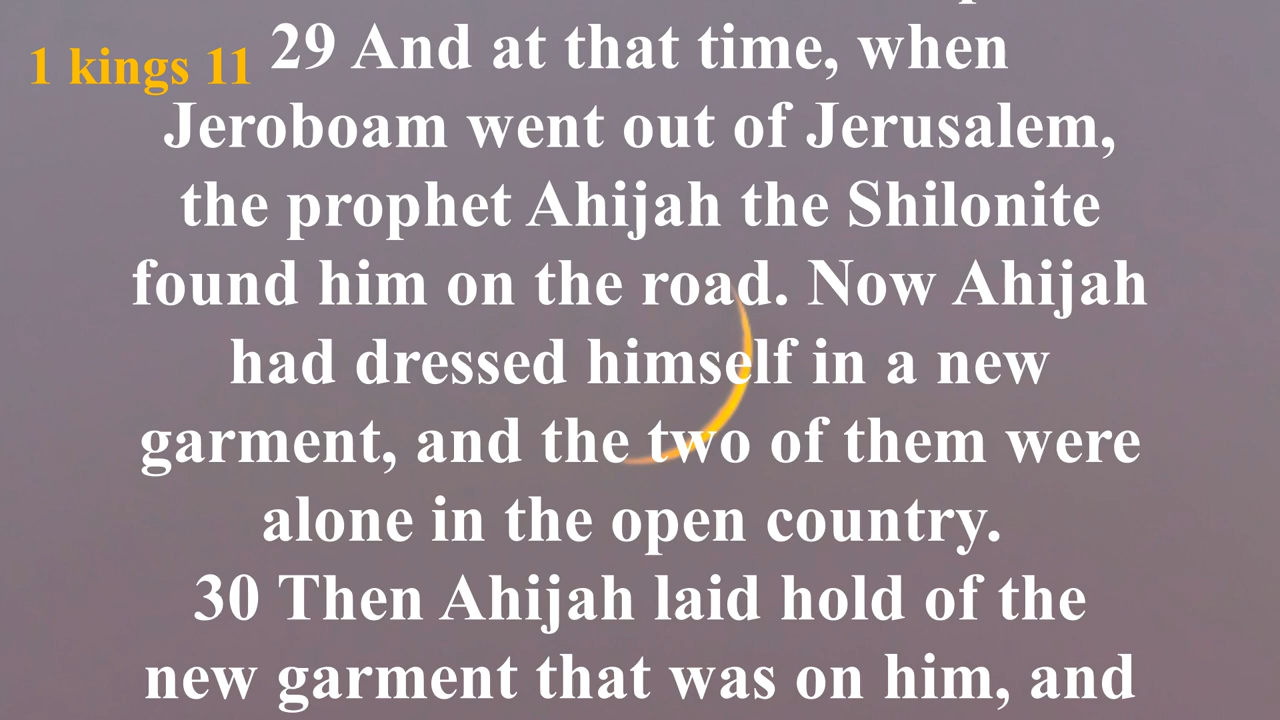 1 kings 11
29 And at that time, when
Jeroboam went out of Jerusalem,
the prophet Ahijah the Shilonite
found him on the road. Now Ahijah
had dressed himself in a new
garment, and the two of them were
alone in the open country.
30 Then Ahijah laid hold of the
new garment that was on him, and